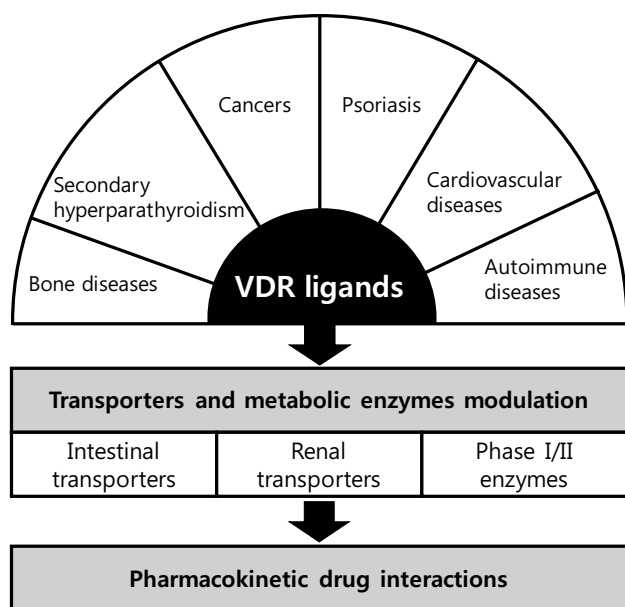 Cancers
Psoriasis
Secondary
hyperparathyroidism
Cardiovascular
diseases
Bone diseases
VDR ligands
Autoimmune
diseases
Transporters and metabolic enzymes modulation
Intestinal
transporters
Renal
transporters
Phase I/II
enzymes
Pharmacokinetic drug interactions